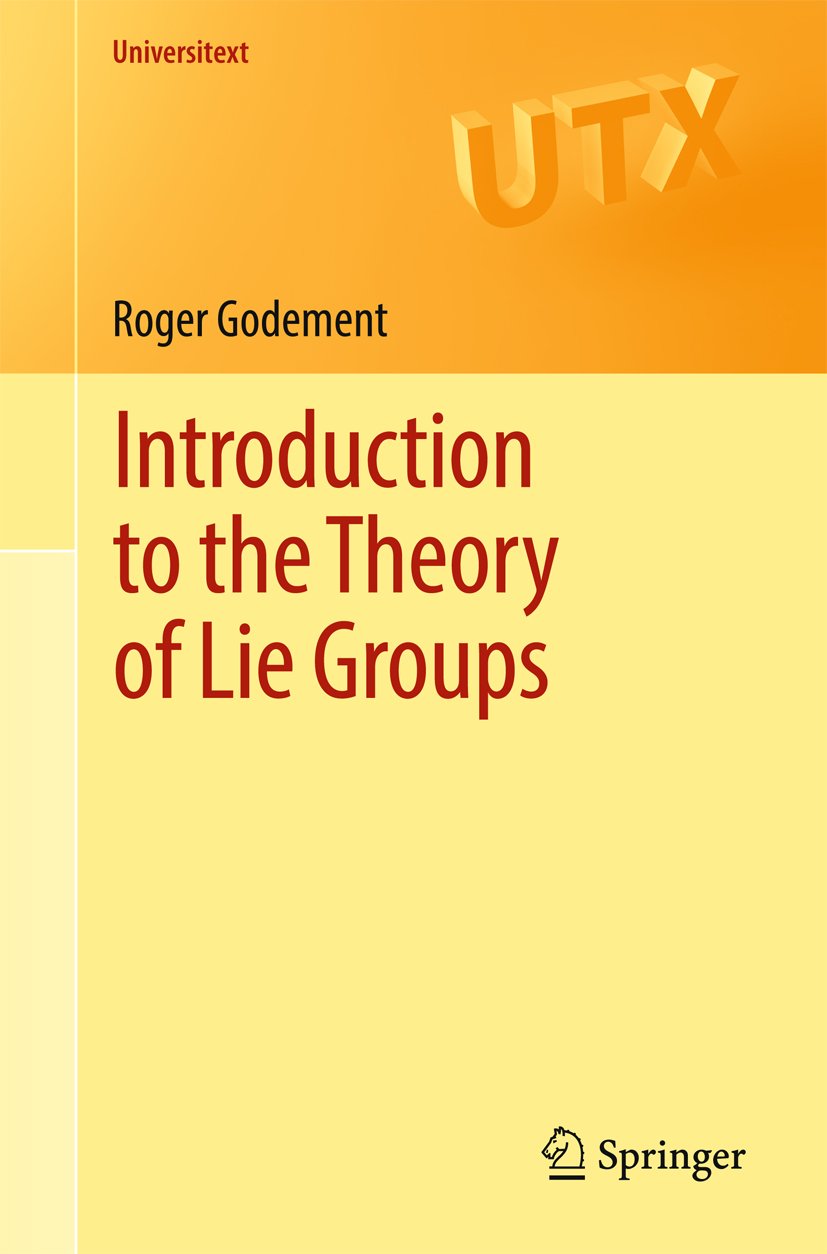 Universitext
UTX
Roger Godement
Introduction
to the Theory
of Lie Groups
Springer